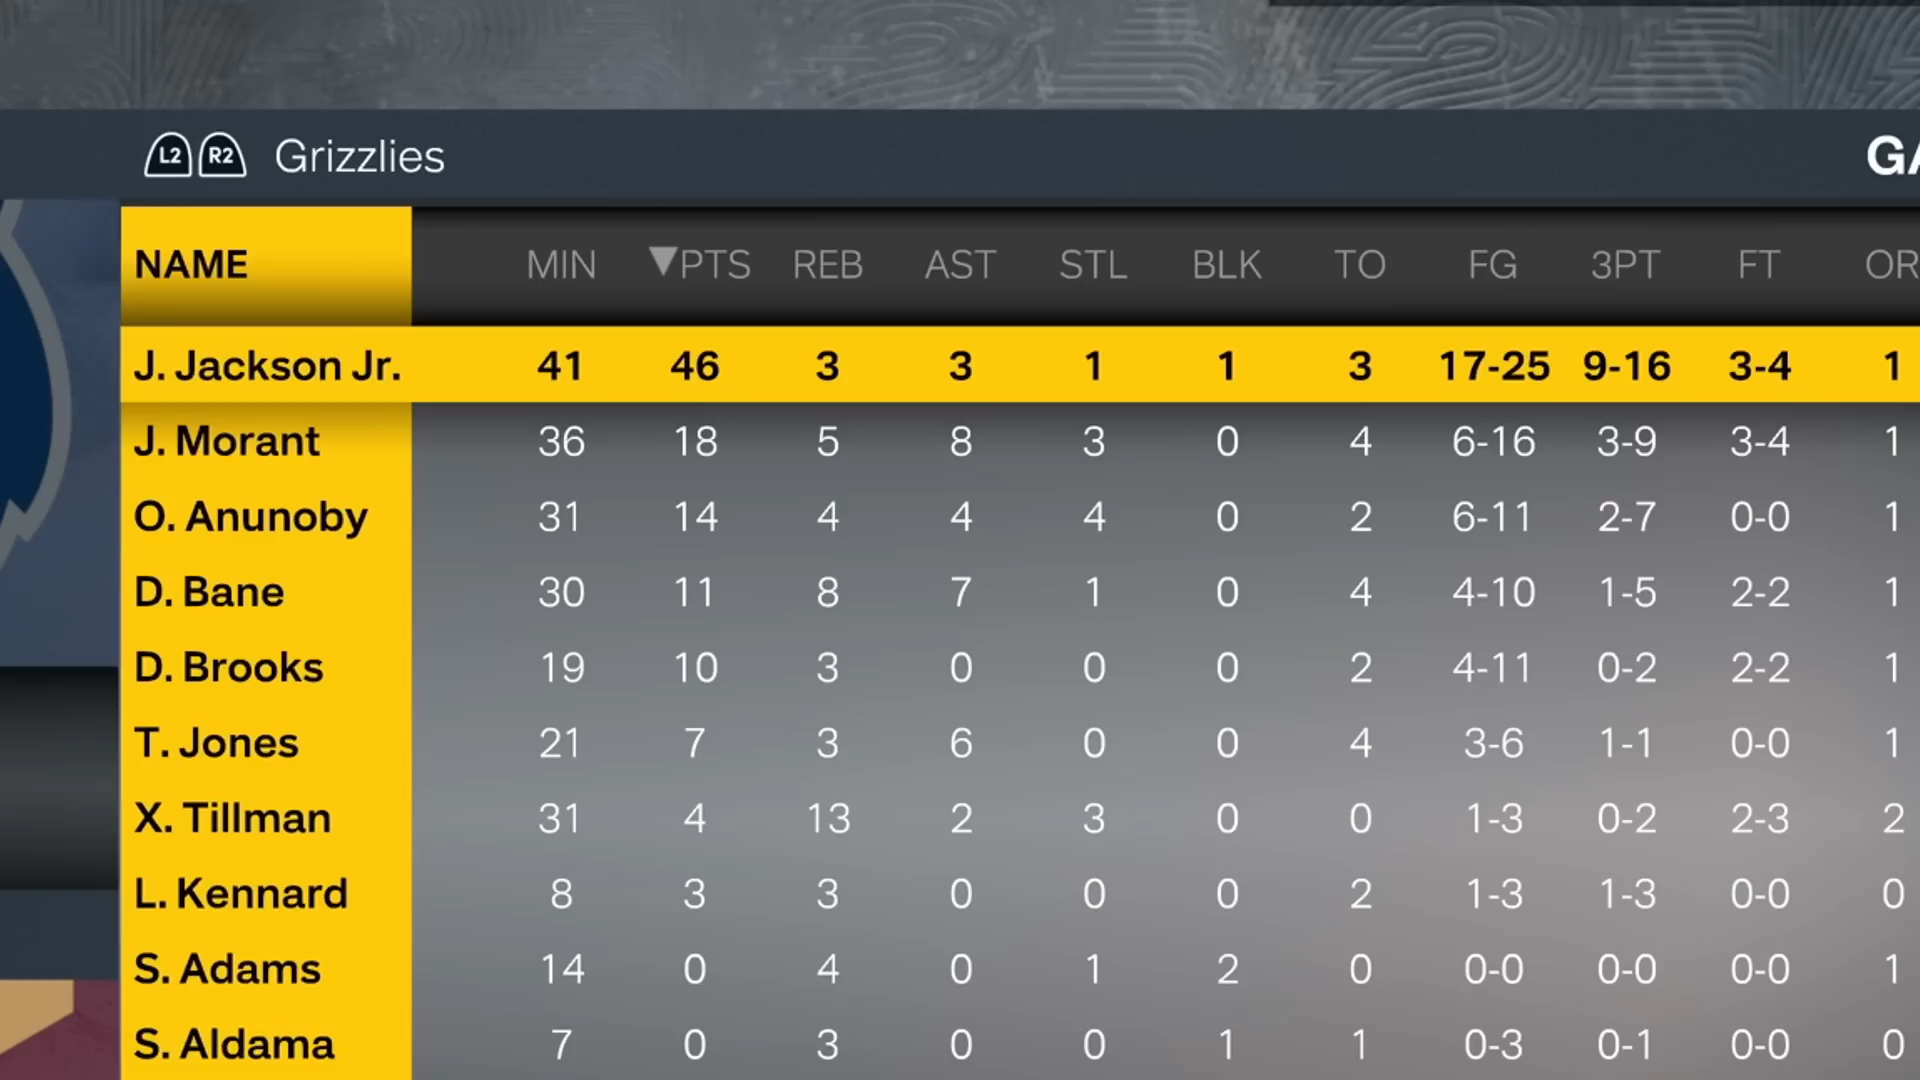 L2 R2 Grizzlies GA
NAME MIN ▼PTS REB AST STL BLK TO FG 3PT FT OR
J. Jackson Jr. 41 46 3 3 1 1 3 17-25 9-16 3-4 1
J. Morant 36 18 5 8 3 0 4 6-16 3-9 3-4 1
O. Anunoby 31 14 4 4 4 0 2 6-11 2-7 0-0 1
D. Bane 30 11 8 7 1 0 4 4-10 1-5 2-2 1
D. Brooks 19 10 3 0 0 0 2 4-11 0-2 2-2 1
T. Jones 21 7 3 6 0 0 4 3-6 1-1 0-0 1
X. Tillman 31 4 13 2 3 0 0 1-3 0-2 2-3 2
L. Kennard 8 3 3 0 0 0 2 1-3 1-3 0-0 0
S. Adams 14 0 4 0 1 2 0 0-0 0-0 0-0 1
S. Aldama 7 0 3 0 0 1 1 0-3 0-1 0-0 0